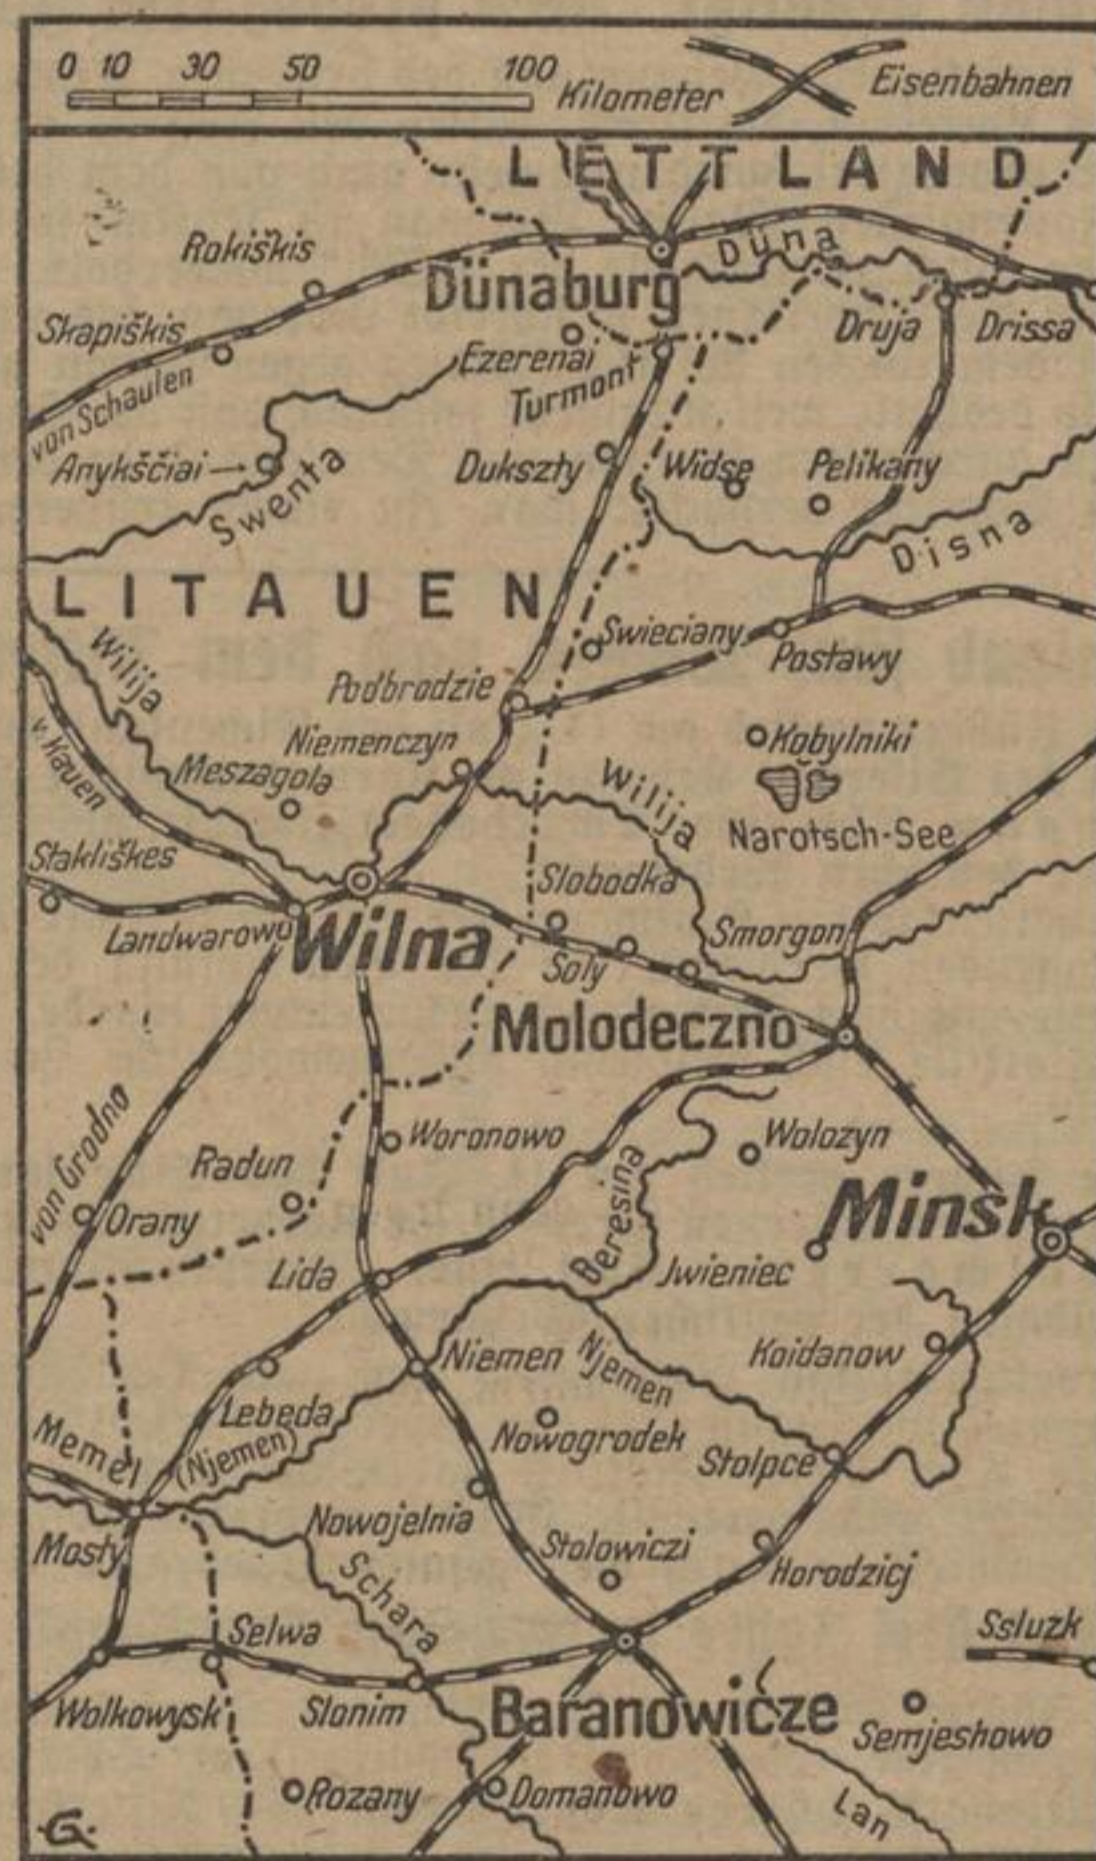 0 10 30 50 100 Kilometer Eisenbahnen
LETTLAND
Rokiškis
Düna
Dünaburg
Skapiškis
Ezerenai
Druja Drissa
von Schaulen
Turmont
Anykščiai
Swenta
Dukszty
Widse
Pelikany
Disna
LITAUEN
Wilija
Swieciany
Postawy
Podbrodzie
v. Kauen
Niemenczyn
Kobylniki
Meszagola
Wilija
Narotsch-See
Stakliškes
Slobodka
Landwarowo
Wilna
Smorgon
Soly
Molodeczno
von Grodno
Woronowo
Wolozyn
Radun
Beresina
Minsk
Orany
Lida
Jwieniec
Niemen
Njemen
Koidanow
Lebeda
Memel
(Njemen)
Nowogrodek
Stolpce
Nowojelnia
Mosty
Stolowiczi
Horodzicj
Schara
Selwa
Ssluzk
Wolkowysk
Slonim
Baranowicze
Semjeshowo
Rozany
Domanowo
Lan
G.